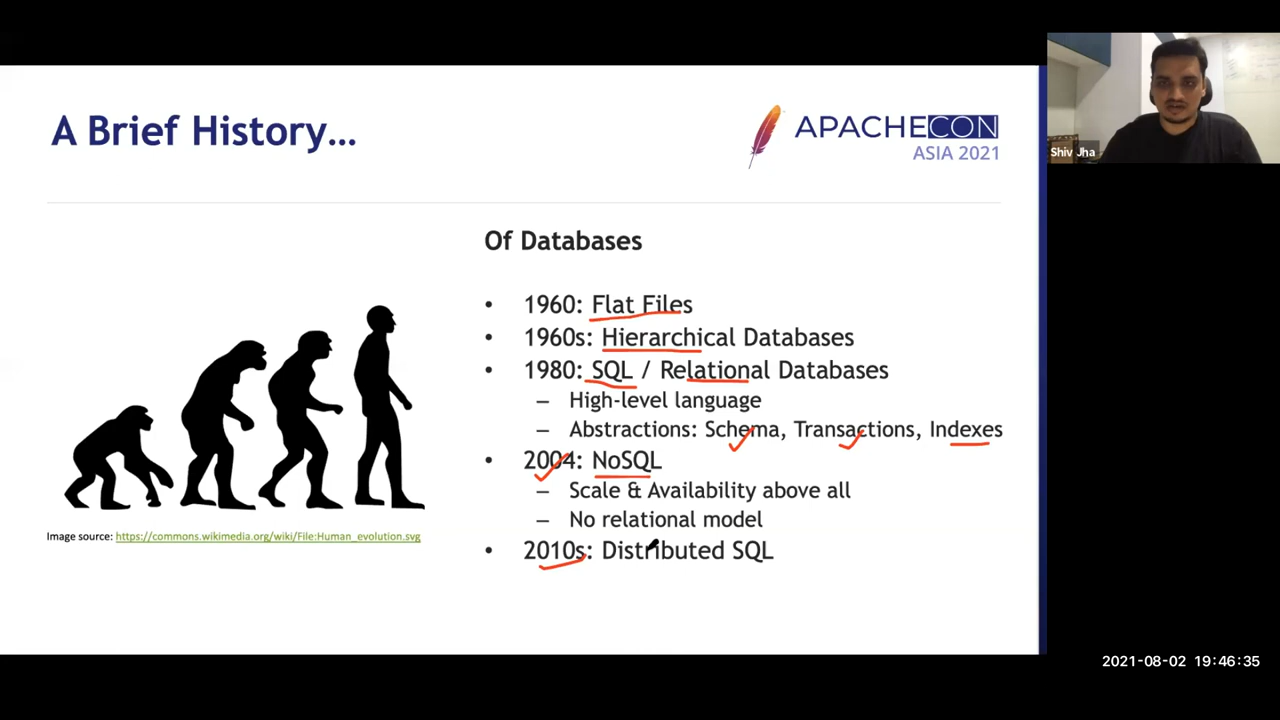 A Brief History...
APACHECON
ASIA 2021
Shiv Jha
Of Databases
• 1960: Flat Files
• 1960s: Hierarchical Databases
• 1980: SQL / Relational Databases
– High-level language
– Abstractions: Schema, Transactions, Indexes
• 2004: NoSQL
– Scale & Availability above all
– No relational model
• 2010s: Distributed SQL
Image source: https://commons.wikimedia.org/wiki/File:Human_evolution.svg
2021-08-02 19:46:35